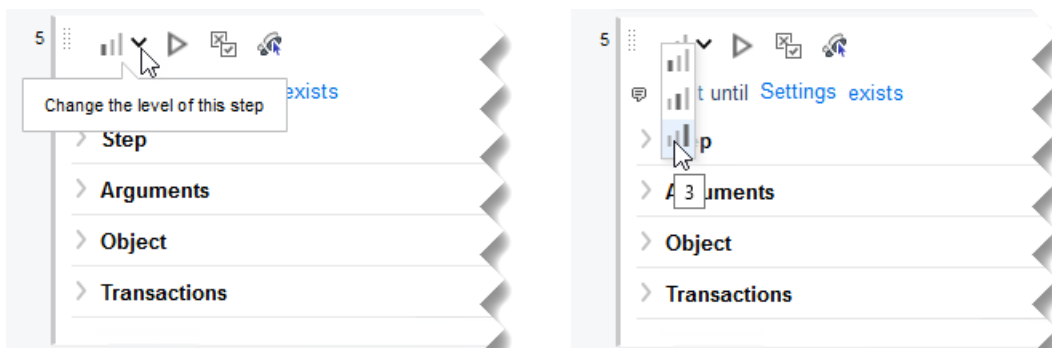 5
Change the level of this step
exists
Step
Arguments
Object
Transactions
5
t until Settings exists
p
A uments
3
Object
Transactions